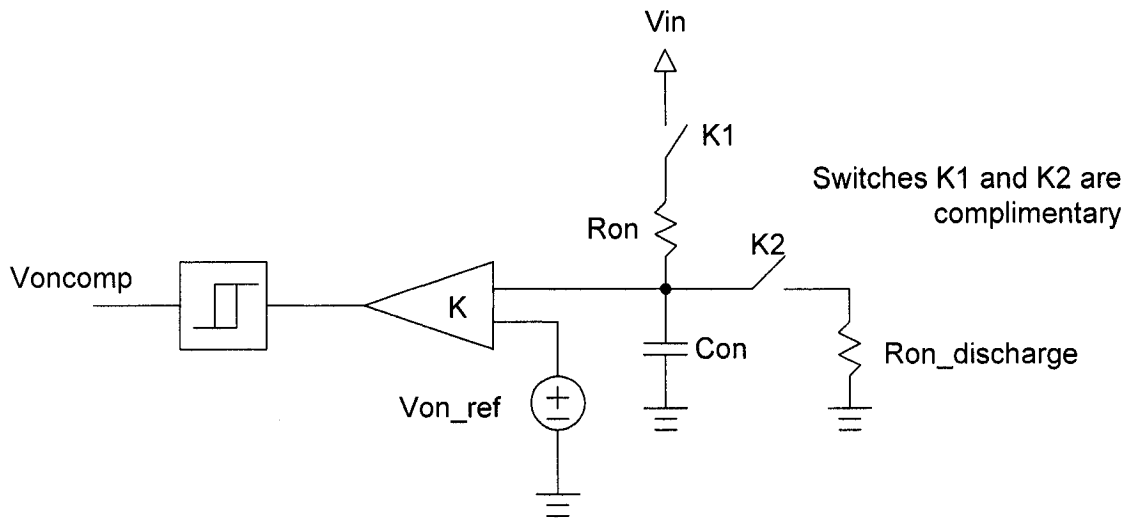 Vin
K1
Switches K1 and K2 are
complimentary
Ron
K2
Voncomp
K
Con
Ron_discharge
Von_ref